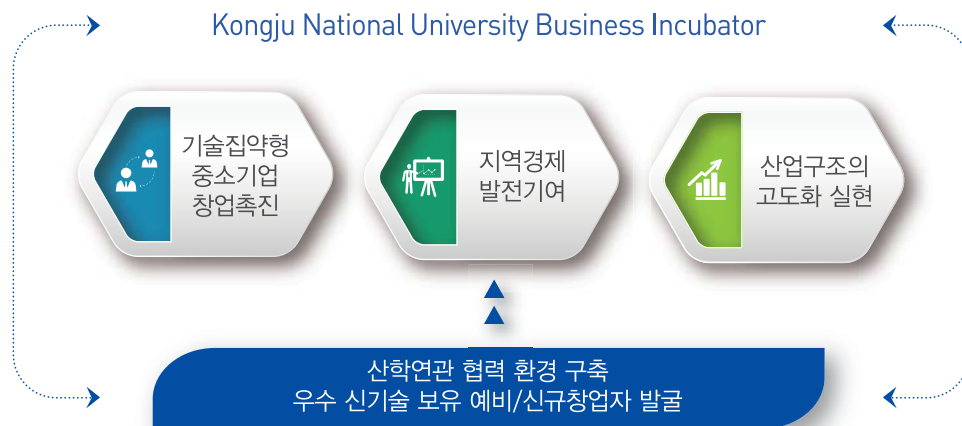 Kongju National University Business Incubator
기술집약형
중소기업
창업촉진
지역경제
발전기여
산업구조의
고도화 실현
산학연관 협력 환경 구축
우수 신기술 보유 예비/신규창업자 발굴